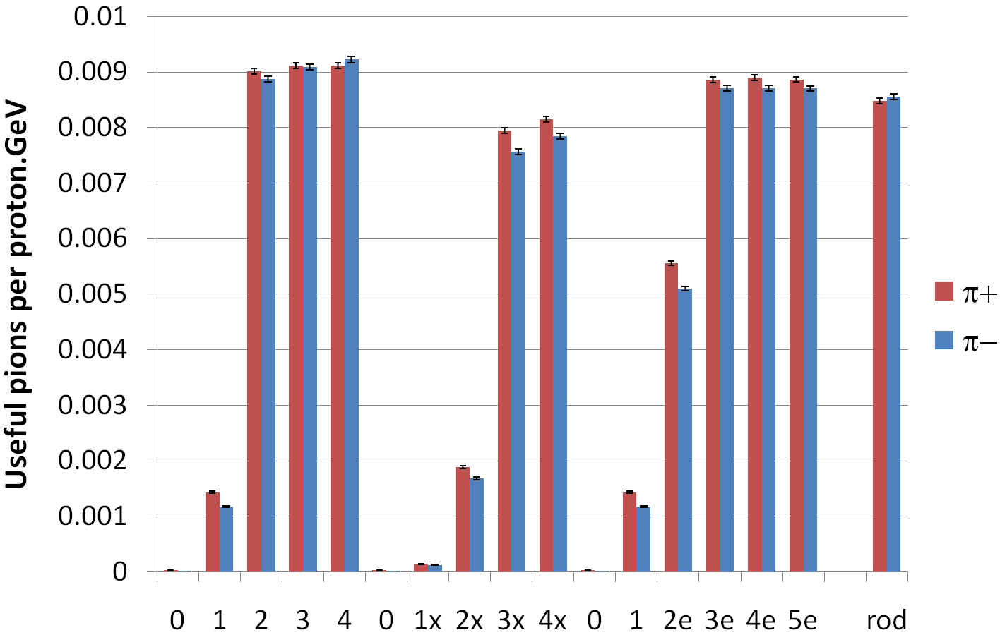 Useful pions per proton.GeV
0.01
0.009
0.008
0.007
0.006
0.005
0.004
0.003
0.002
0.001
0
0 1 2 3 4 0 1x 2x 3x 4x 0 1 2e 3e 4e 5e rod
π+
π−